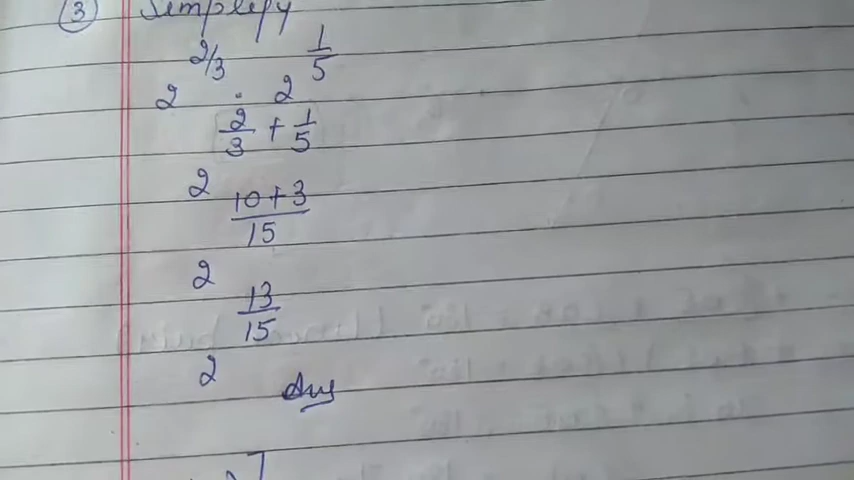 ③ Simplify
2^{2/3} . 2^{1/5}
2^{2/3 + 1/5}
2^{(10+3)/15}
2^{13/15} Ans